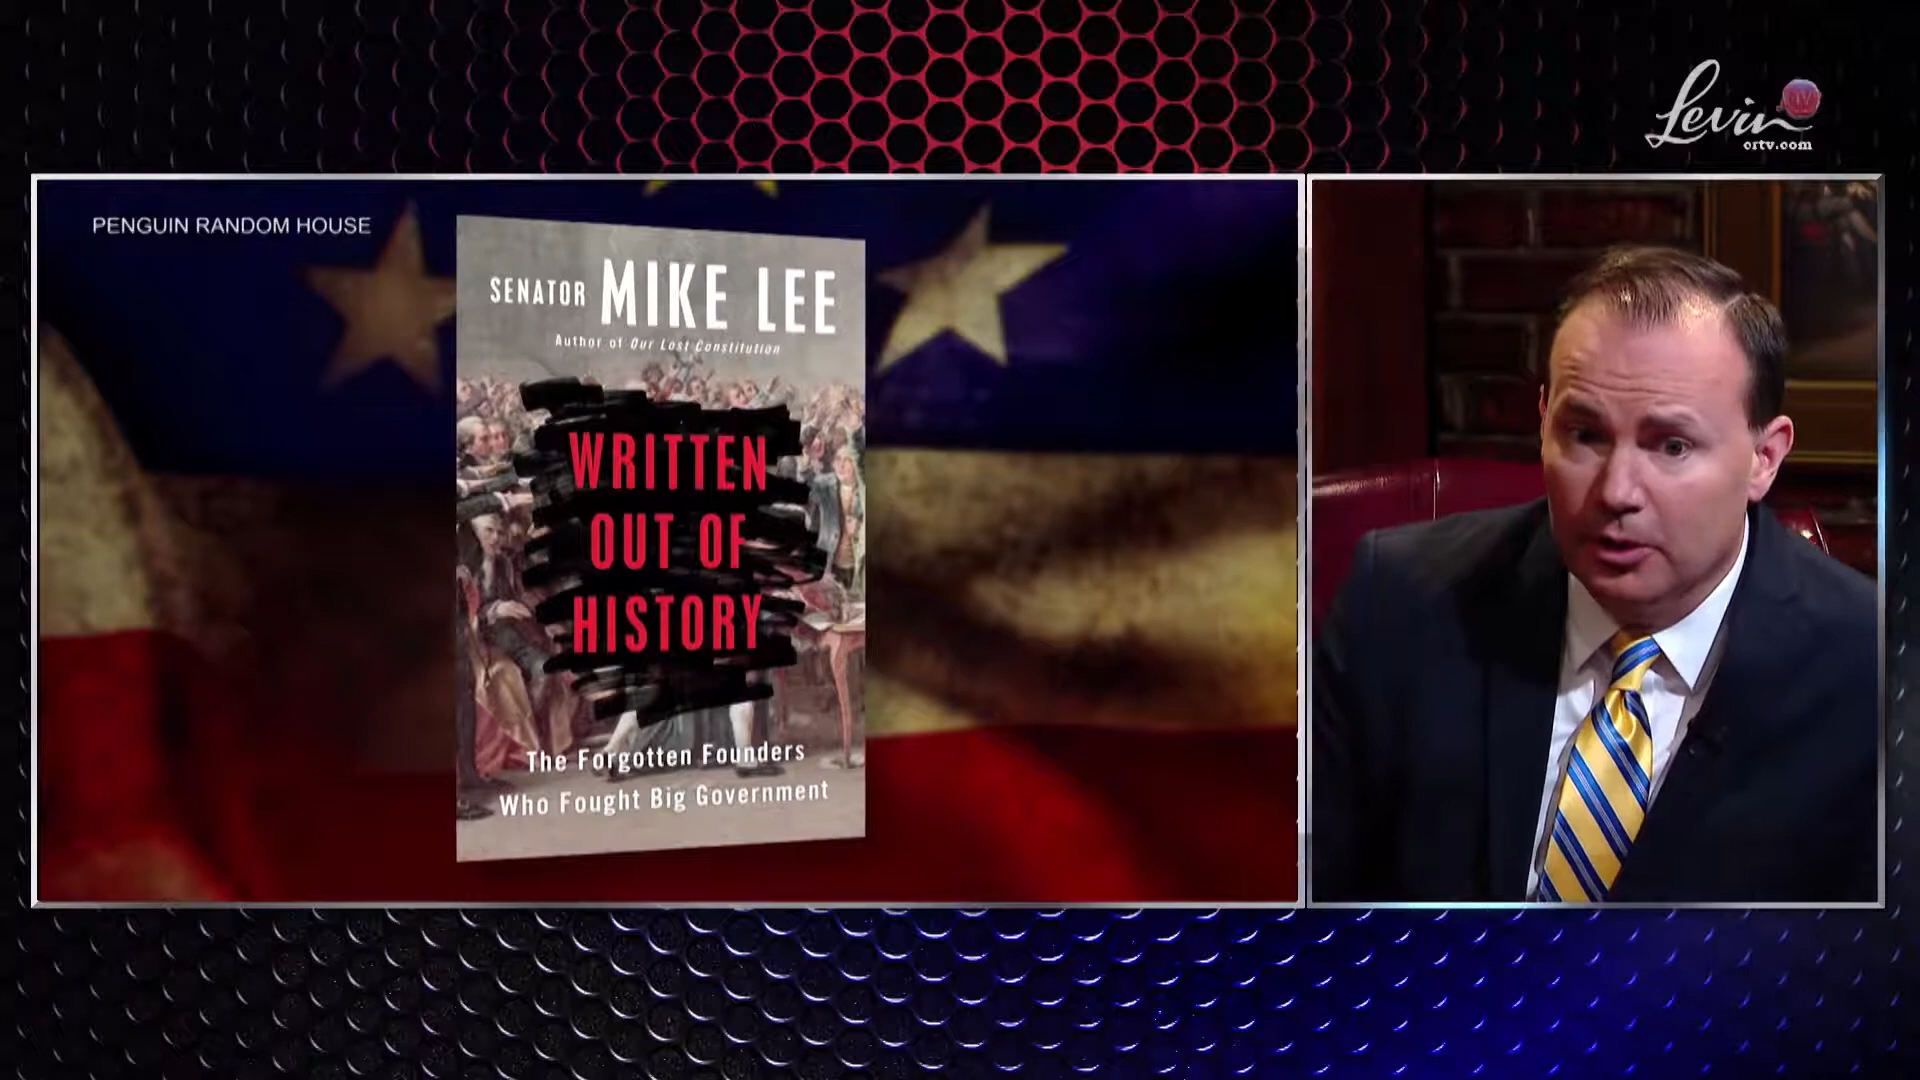 Levin
TV
crtv.com
PENGUIN RANDOM HOUSE
SENATOR MIKE LEE
Author of Our Lost Constitution
WRITTEN
OUT OF
HISTORY
The Forgotten Founders
Who Fought Big Government